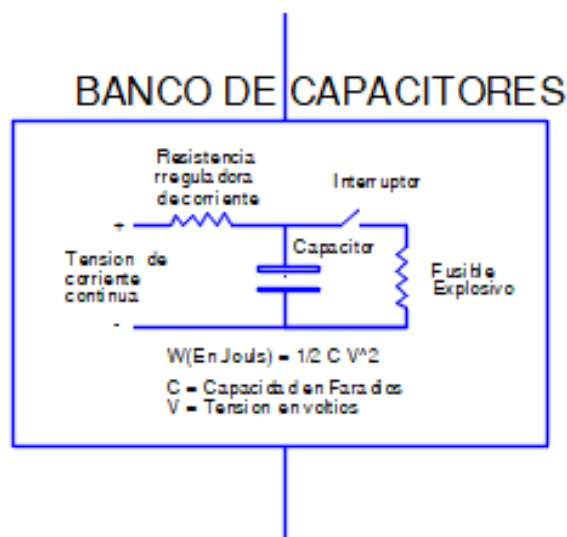 BANCO DE CAPACITORES
Resistencia
rreguladora
decorriente
Interruptor
+
Capacitor
Tension de
corriente
continua
Fusible
Explosivo
-
W(En Jouls) = 1/2 C V^2
C = Capacidad en Faradios
V = Tension en voltios